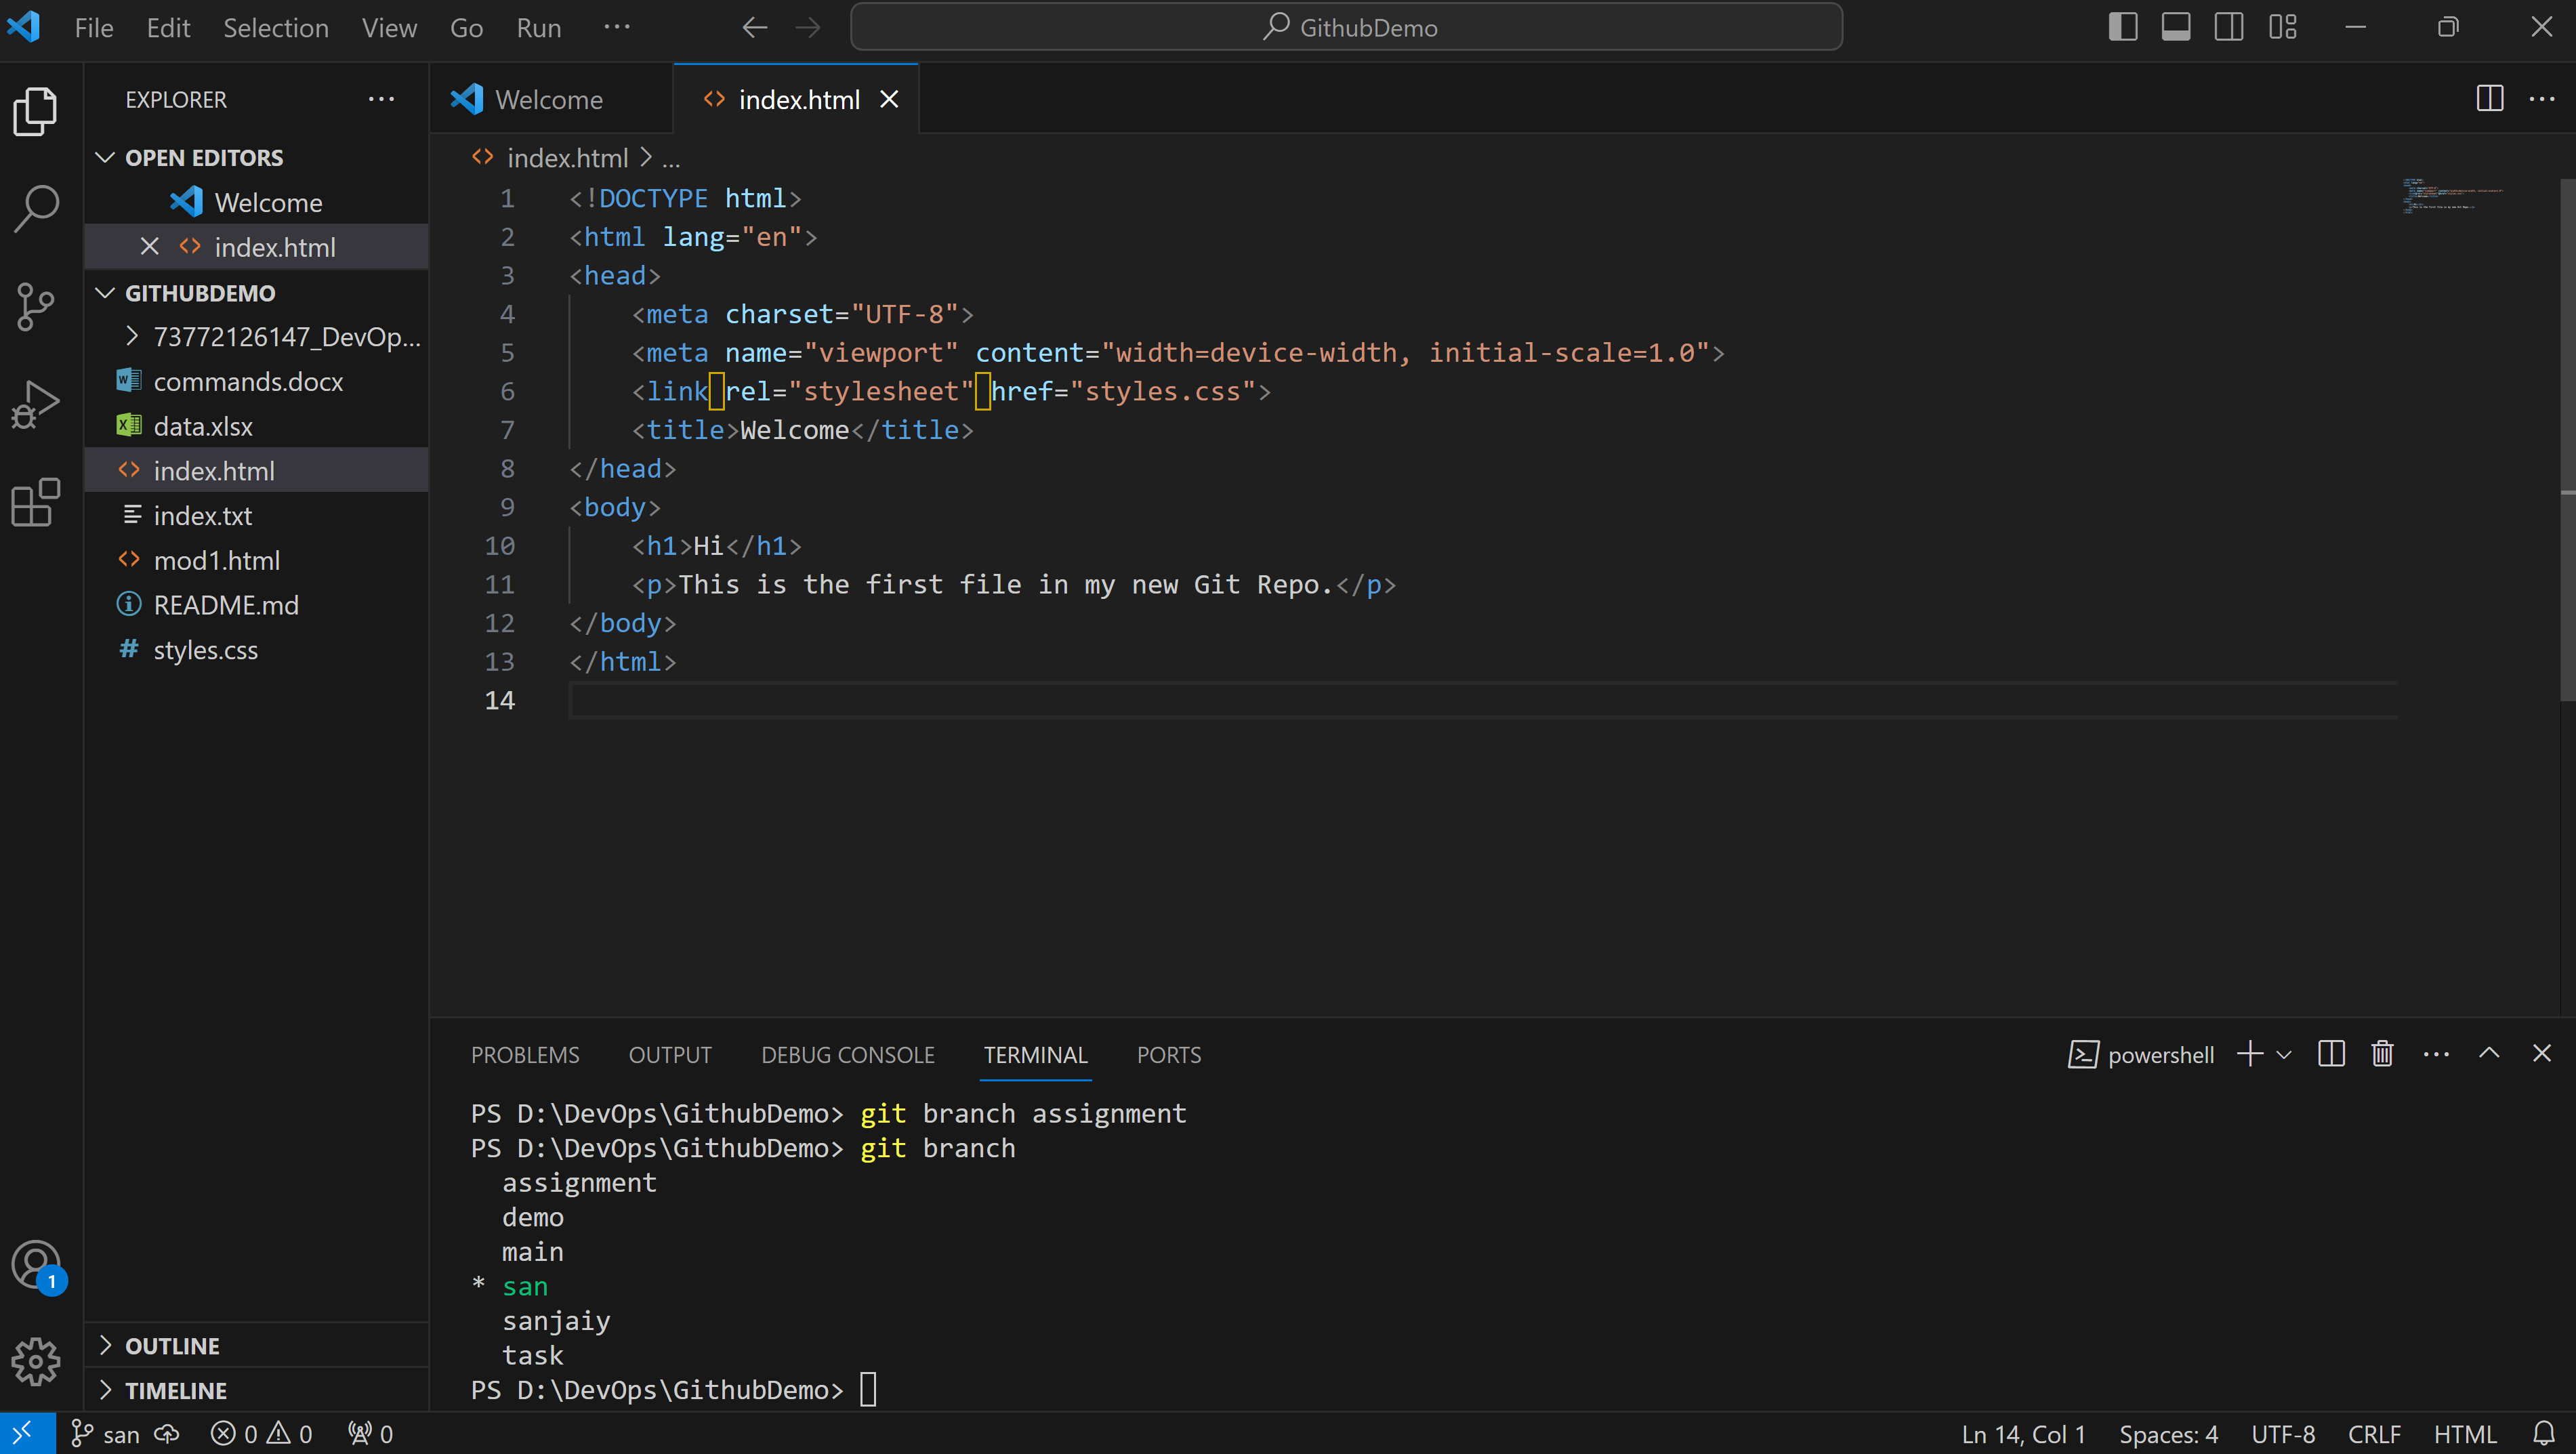 File Edit Selection View Go Run ··· GithubDemo
EXPLORER ···
OPEN EDITORS
Welcome
index.html
GITHUBDEMO
73772126147_DevOp...
commands.docx
data.xlsx
index.html
index.txt
mod1.html
README.md
styles.css
OUTLINE
TIMELINE
Welcome index.html
index.html > ...
1 <!DOCTYPE html>
2 <html lang="en">
3 <head>
4     <meta charset="UTF-8">
5     <meta name="viewport" content="width=device-width, initial-scale=1.0">
6     <link rel="stylesheet" href="styles.css">
7     <title>Welcome</title>
8 </head>
9 <body>
10     <h1>Hi</h1>
11     <p>This is the first file in my new Git Repo.</p>
12 </body>
13 </html>
14
PROBLEMS OUTPUT DEBUG CONSOLE TERMINAL PORTS powershell
PS D:\DevOps\GithubDemo> git branch assignment
PS D:\DevOps\GithubDemo> git branch
  assignment
  demo
  main
* san
  sanjaiy
  task
PS D:\DevOps\GithubDemo>
1
san 0 0 0 Ln 14, Col 1 Spaces: 4 UTF-8 CRLF HTML